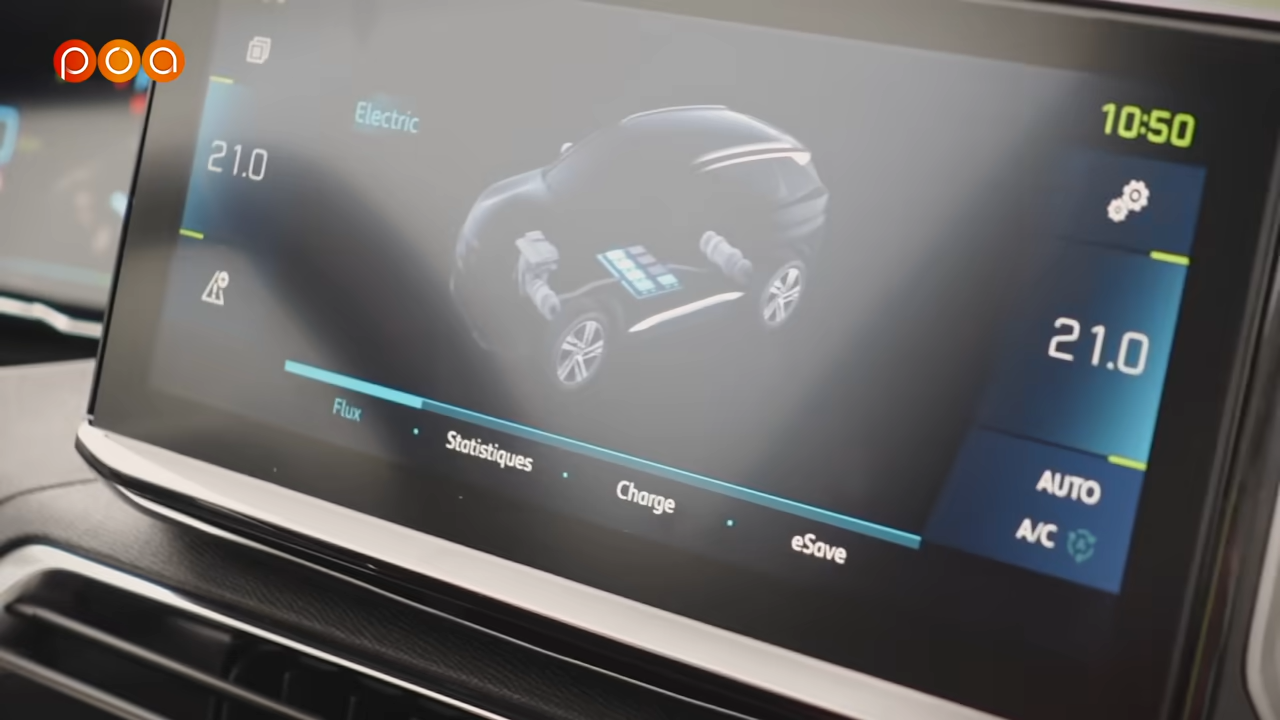 poa
Electric
10:50
21.0
21.0
Flux
Statistiques
Charge
eSave
AUTO
A/C